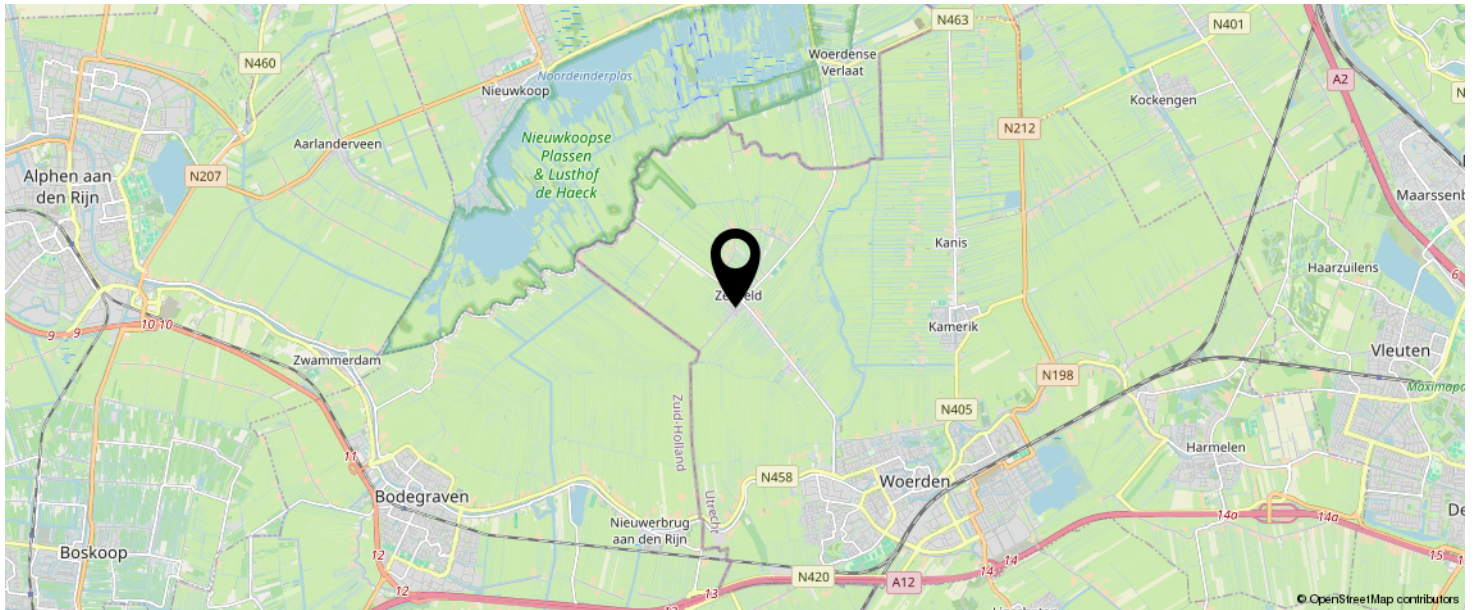 N463
N401
Woerdense
Verlaat
N460
Noordeinderplas
A2
Nieuwkoop
Kockengen
N212
Nieuwkoopse
Plassen
& Lusthof
de Haeck
Aarlanderveen
Alphen aan
den Rijn
N207
Maarssenb
Kanis
Haarzuilens
6
Kamerik
9
9
10
10
Zwammerdam
Vleuten
N198
Maximapa
N405
Zuid-Holland
Harmelen
11
N458
Woerden
Bodegraven
Utrecht
De
14a
14a
Nieuwerbrug
aan den Rijn
Boskoop
12
14
14
15
12
13
N420
A12
© OpenStreetMap contributors